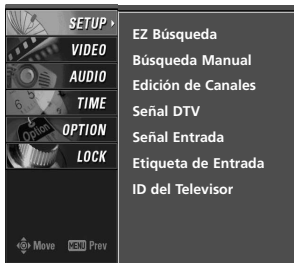 SETUP
VIDEO
AUDIO
TIME
OPTION
LOCK
Move MENU Prev
EZ Búsqueda
Búsqueda Manual
Edición de Canales
Señal DTV
Señal Entrada
Etiqueta de Entrada
ID del Televisor